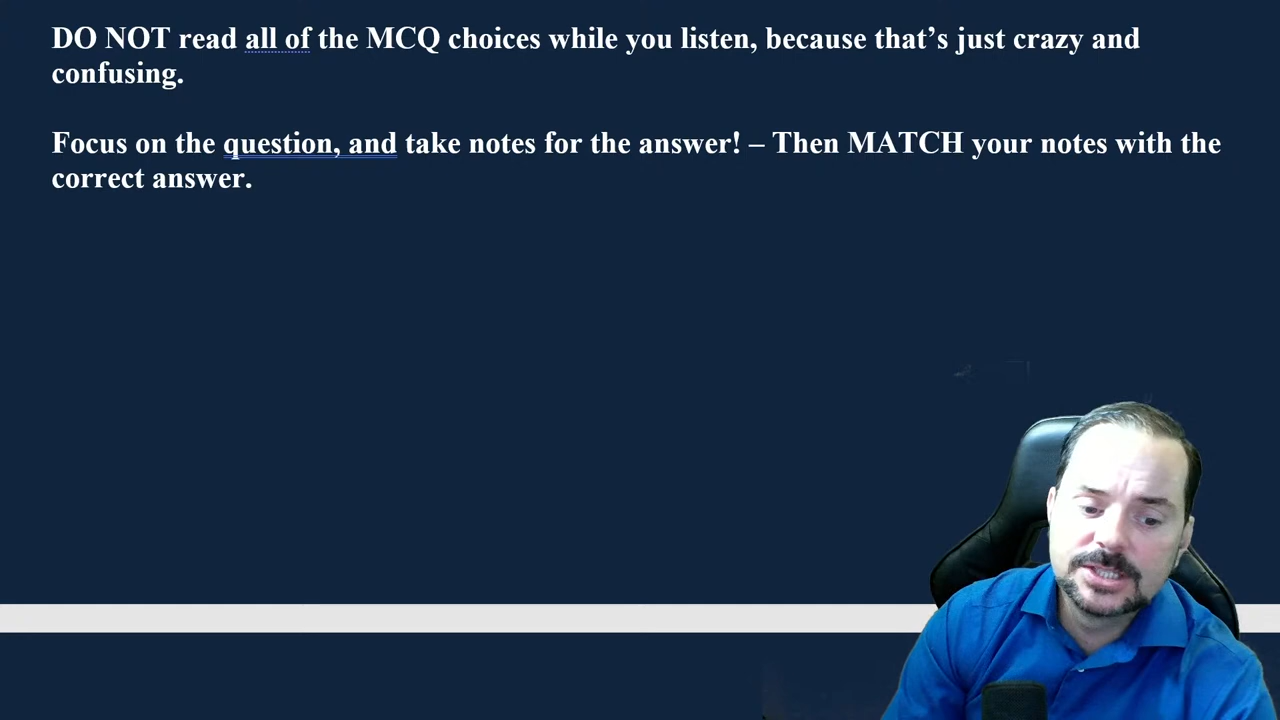 DO NOT read all of the MCQ choices while you listen, because that’s just crazy and
confusing.
Focus on the question, and take notes for the answer! – Then MATCH your notes with the
correct answer.